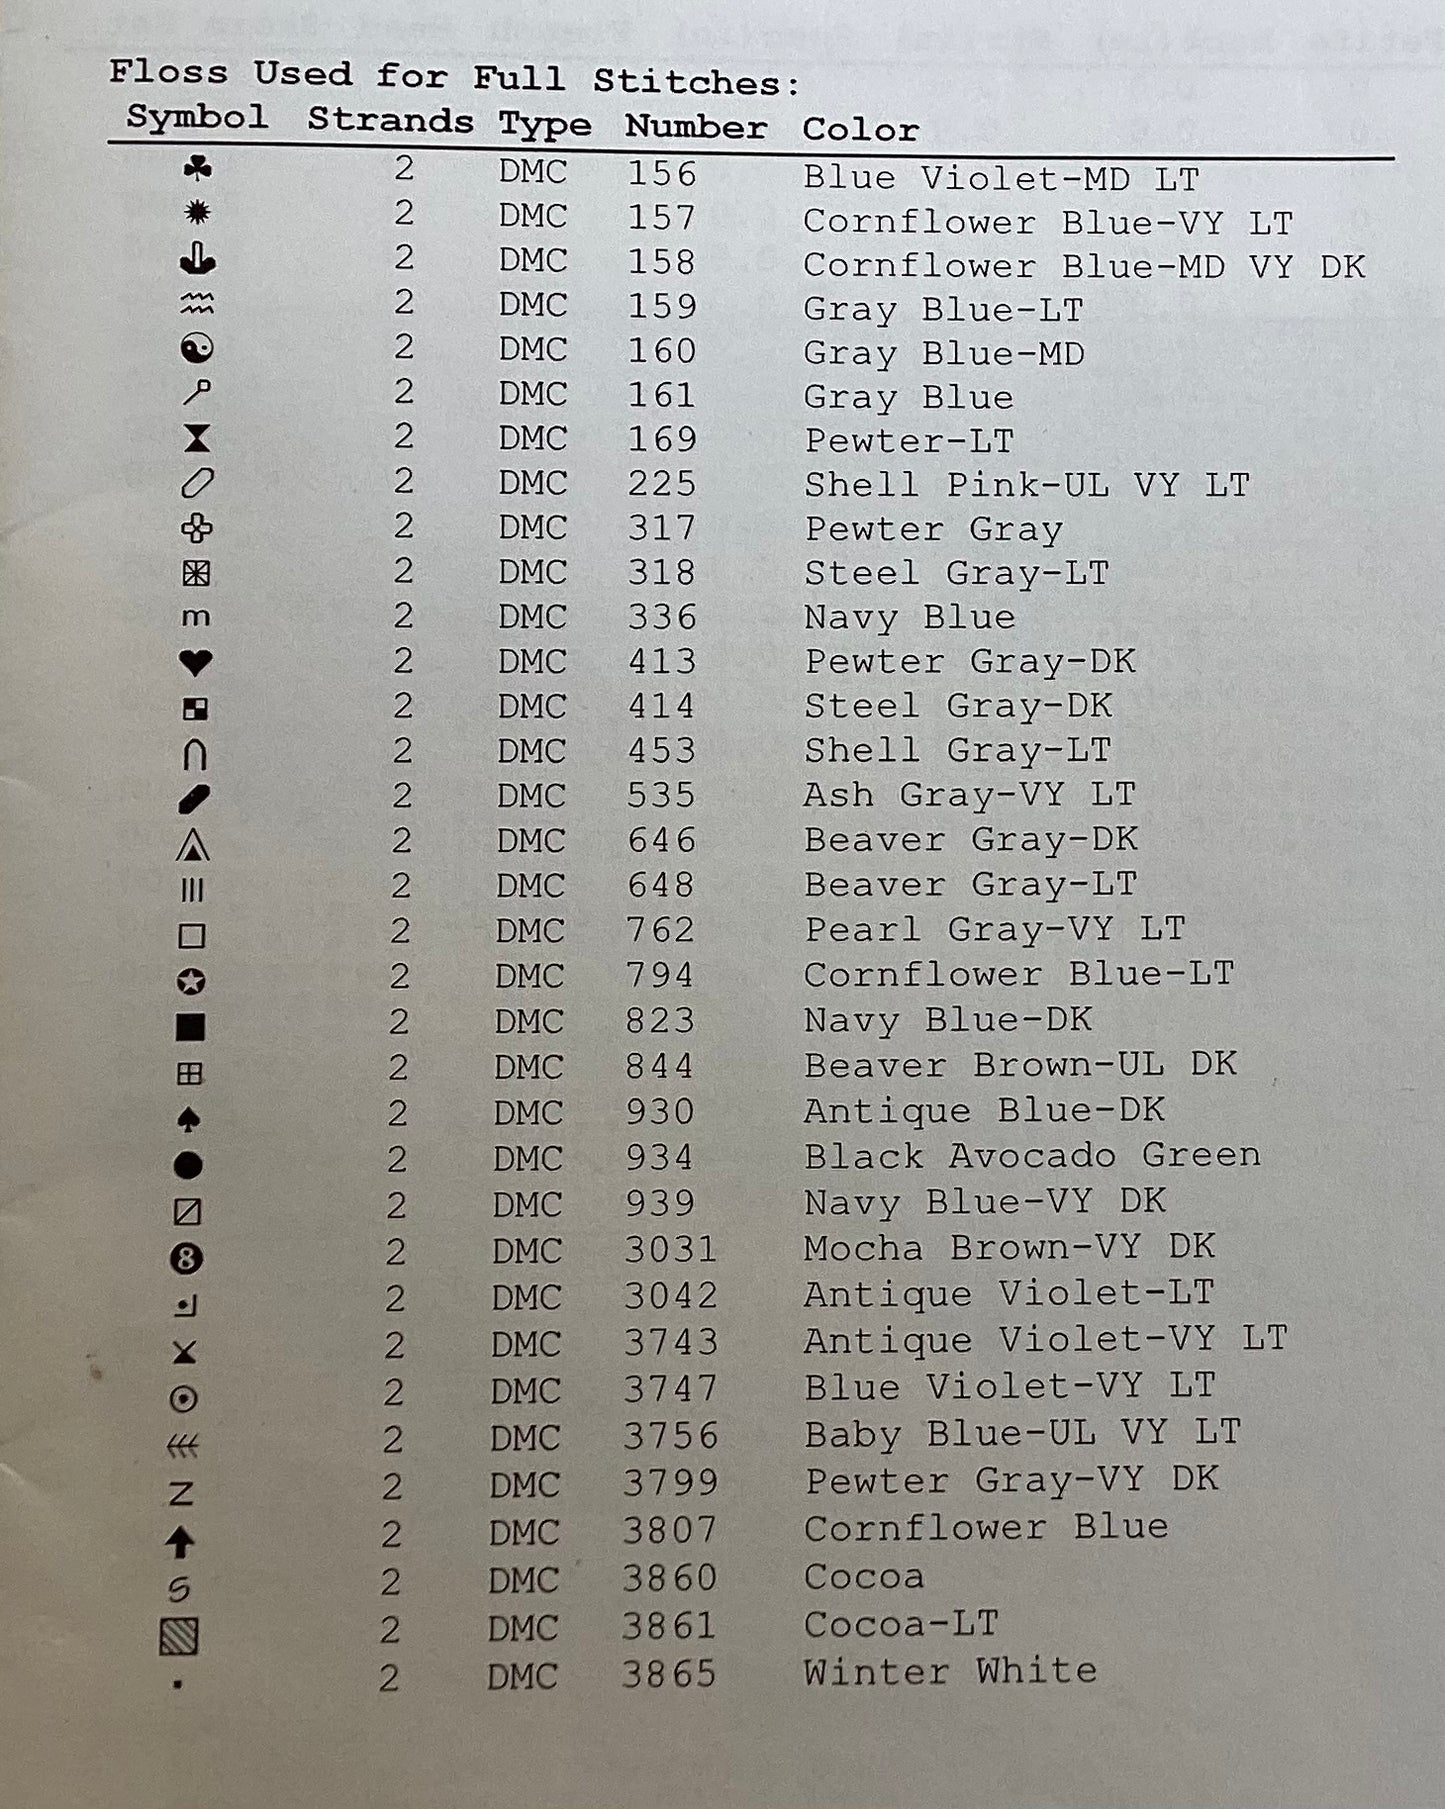 Floss Used for Full Stitches:
Symbol Strands Type Number Color
♣ 2 DMC 156 Blue Violet-MD LT
2 DMC 157 Cornflower Blue-VY LT
2 DMC 158 Cornflower Blue-MD VY DK
2 DMC 159 Gray Blue-LT
☯ 2 DMC 160 Gray Blue-MD
2 DMC 161 Gray Blue
2 DMC 169 Pewter-LT
2 DMC 225 Shell Pink-UL VY LT
2 DMC 317 Pewter Gray
2 DMC 318 Steel Gray-LT
m 2 DMC 336 Navy Blue
♥ 2 DMC 413 Pewter Gray-DK
2 DMC 414 Steel Gray-DK
∩ 2 DMC 453 Shell Gray-LT
2 DMC 535 Ash Gray-VY LT
2 DMC 646 Beaver Gray-DK
||| 2 DMC 648 Beaver Gray-LT
□ 2 DMC 762 Pearl Gray-VY LT
✪ 2 DMC 794 Cornflower Blue-LT
■ 2 DMC 823 Navy Blue-DK
⊞ 2 DMC 844 Beaver Brown-UL DK
♠ 2 DMC 930 Antique Blue-DK
● 2 DMC 934 Black Avocado Green
⧄ 2 DMC 939 Navy Blue-VY DK
❽ 2 DMC 3031 Mocha Brown-VY DK
2 DMC 3042 Antique Violet-LT
2 DMC 3743 Antique Violet-VY LT
⊙ 2 DMC 3747 Blue Violet-VY LT
2 DMC 3756 Baby Blue-UL VY LT
Z 2 DMC 3799 Pewter Gray-VY DK
⬆ 2 DMC 3807 Cornflower Blue
S 2 DMC 3860 Cocoa
▧ 2 DMC 3861 Cocoa-LT
▪ 2 DMC 3865 Winter White